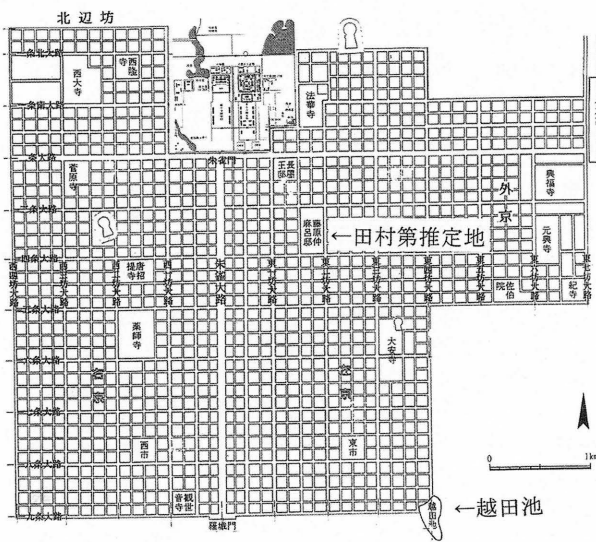 北辺坊
一条北大路
西大寺
西隆寺
法華寺
一条南大路
二条大路
朱雀門
長屋王邸
菅原寺
外京
興福寺
三条大路
藤原仲麻呂邸
←田村第推定地
元興寺
四条大路
西四坊大路
西三坊大路
西二坊大路
唐招提寺
西一坊大路
朱雀大路
東一坊大路
東二坊大路
東三坊大路
東四坊大路
東五坊大路
佐伯院
東六坊大路
紀寺
東七坊大路
五条大路
薬師寺
大安寺
六条大路
右京
左京
七条大路
西市
東市
0 1km
八条大路
観世音寺
越田池
←越田池
九条大路
羅城門